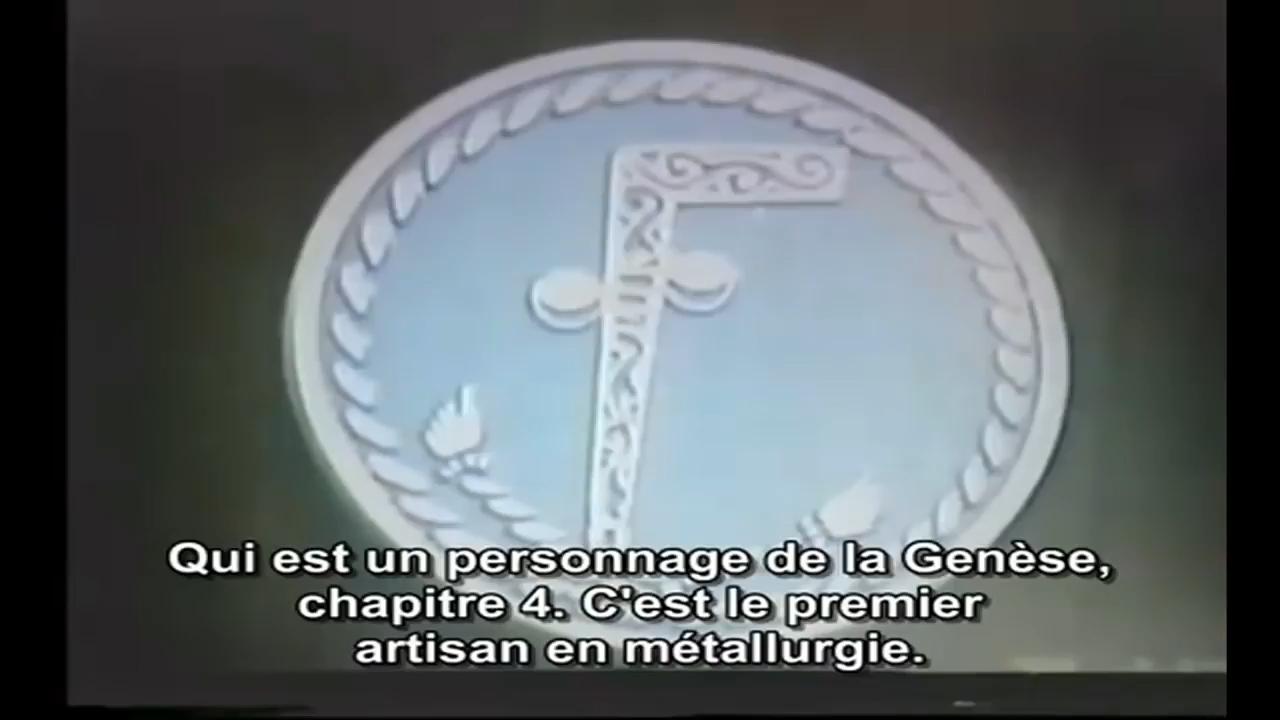 Qui est un personnage de la Genèse,
chapitre 4. C'est le premier
artisan en métallurgie.